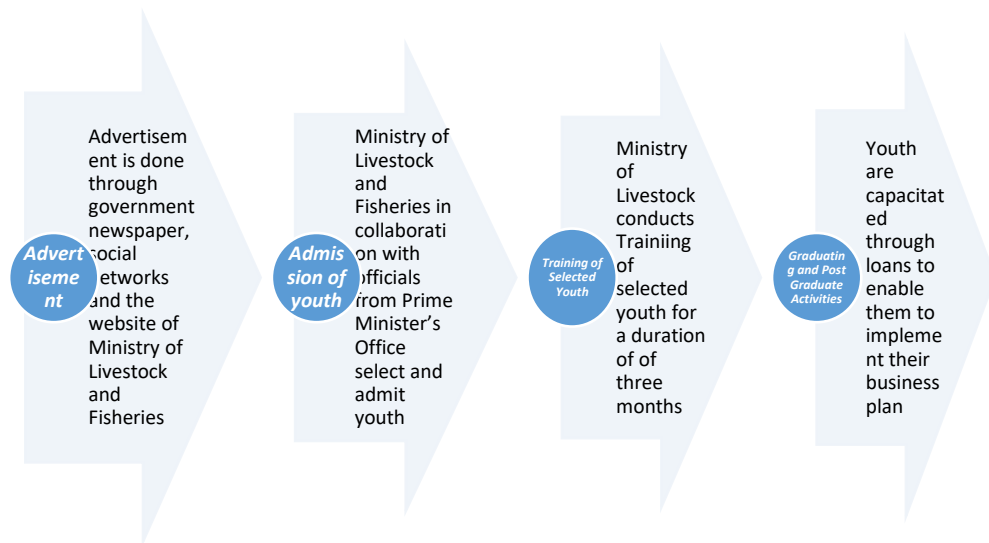 Advert
iseme
nt
Advertisem
ent is done
through
government
newspaper,
social
networks
and the
website of
Ministry of
Livestock
and
Fisheries
Admis
sion of
youth
Ministry of
Livestock
and
Fisheries in
collaborati
on with
officials
from Prime
Minister’s
Office
select and
admit
youth
Training of
Selected
Youth
Ministry
of
Livestock
conducts
Trainiing
of
selected
youth for
a duration
of of
three
months
Graduatin
g and Post
Graduate
Activities
Youth
are
capacitat
ed
through
loans to
enable
them to
impleme
nt their
business
plan